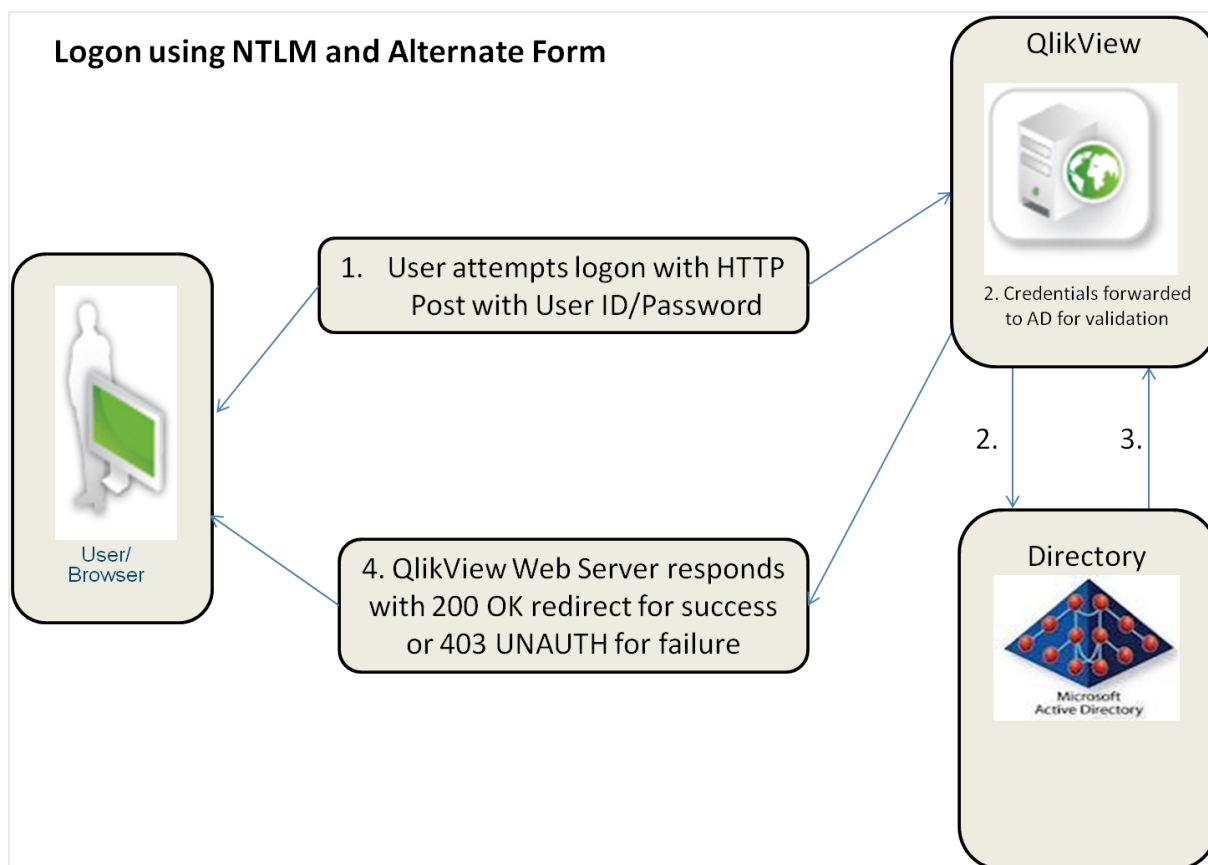 Logon using NTLM and Alternate Form
QlikView
1. User attempts logon with HTTP
Post with User ID/Password
2. Credentials forwarded
to AD for validation
2.
3.
User/
Browser
4. QlikView Web Server responds
with 200 OK redirect for success
or 403 UNAUTH for failure
Directory
Microsoft
Active Directory